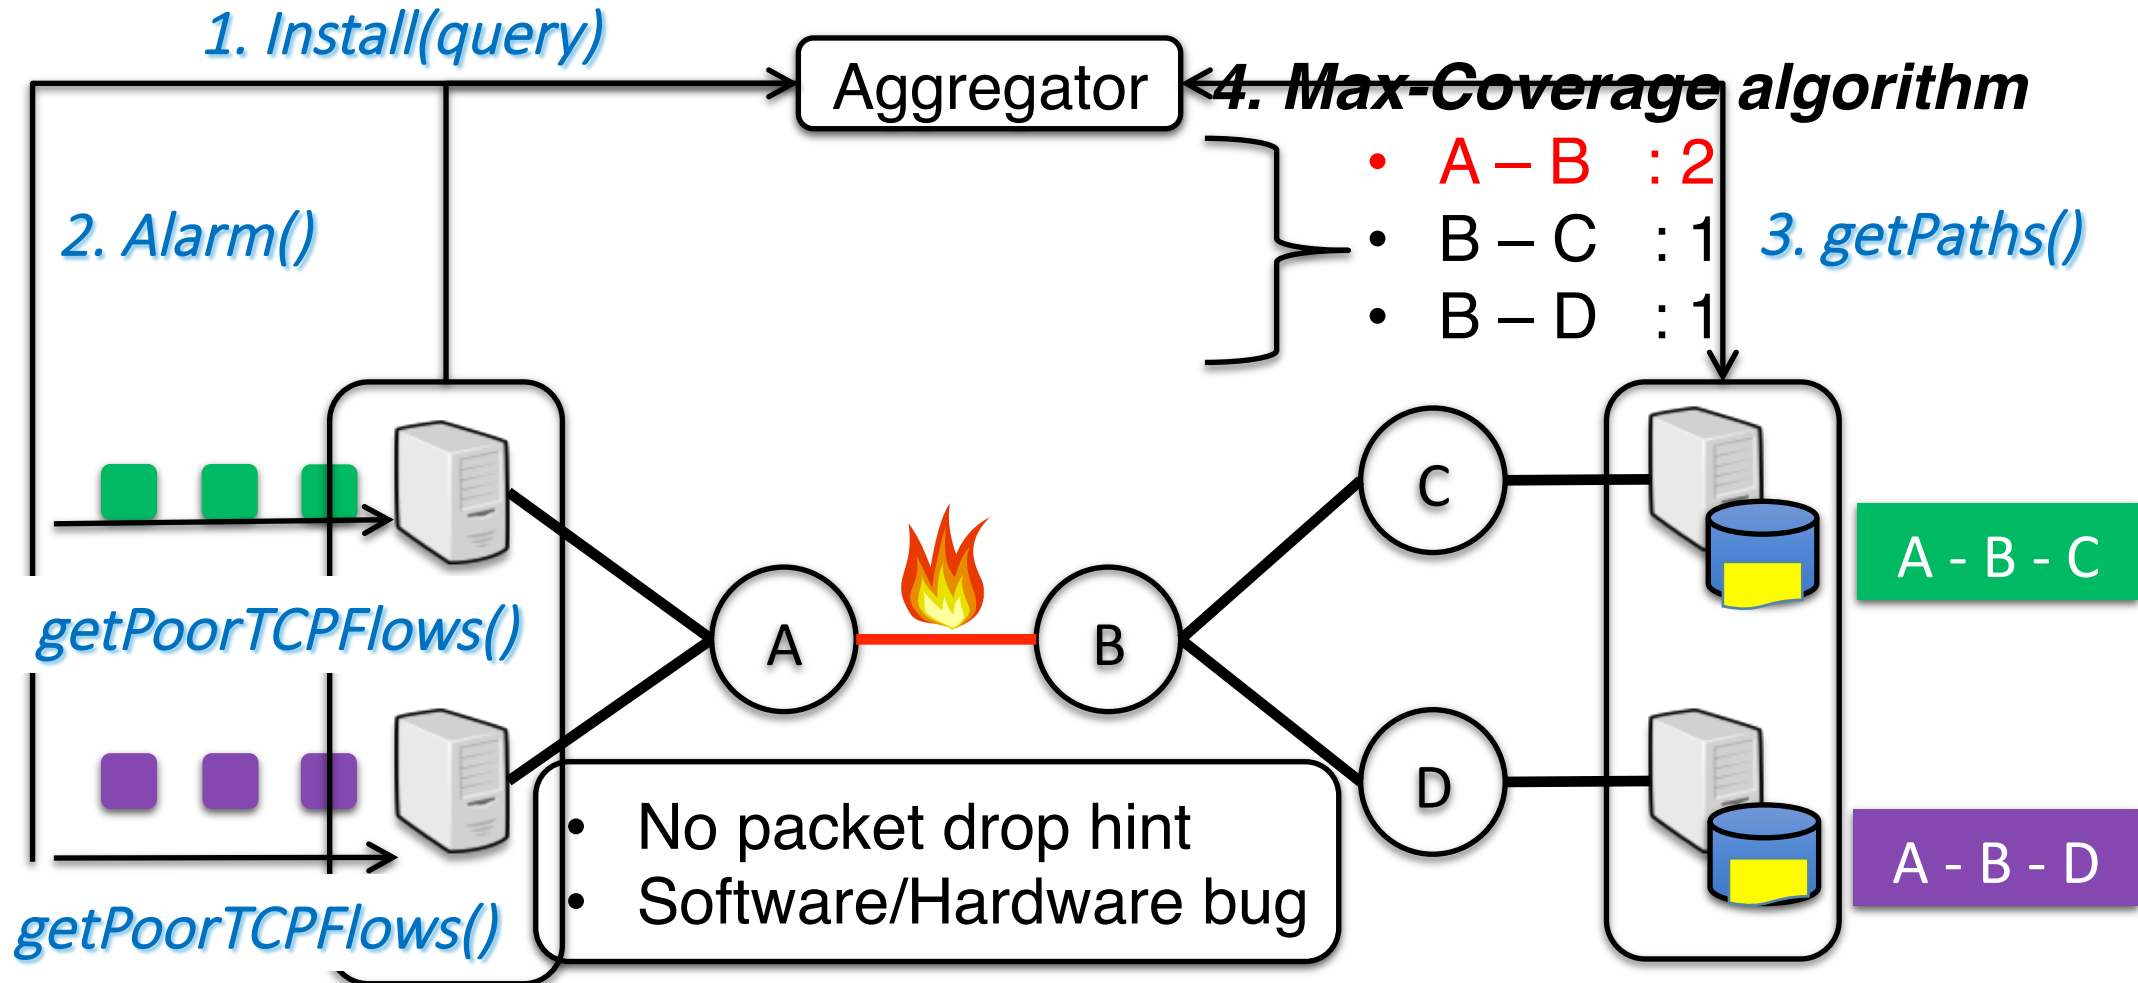 1. Install(query)
Aggregator
4. Max-Coverage algorithm
• A – B : 2
• B – C : 1
• B – D : 1
2. Alarm()
3. getPaths()
C
A - B - C
getPoorTCPFlows()
A
B
D
• No packet drop hint
• Software/Hardware bug
A - B - D
getPoorTCPFlows()